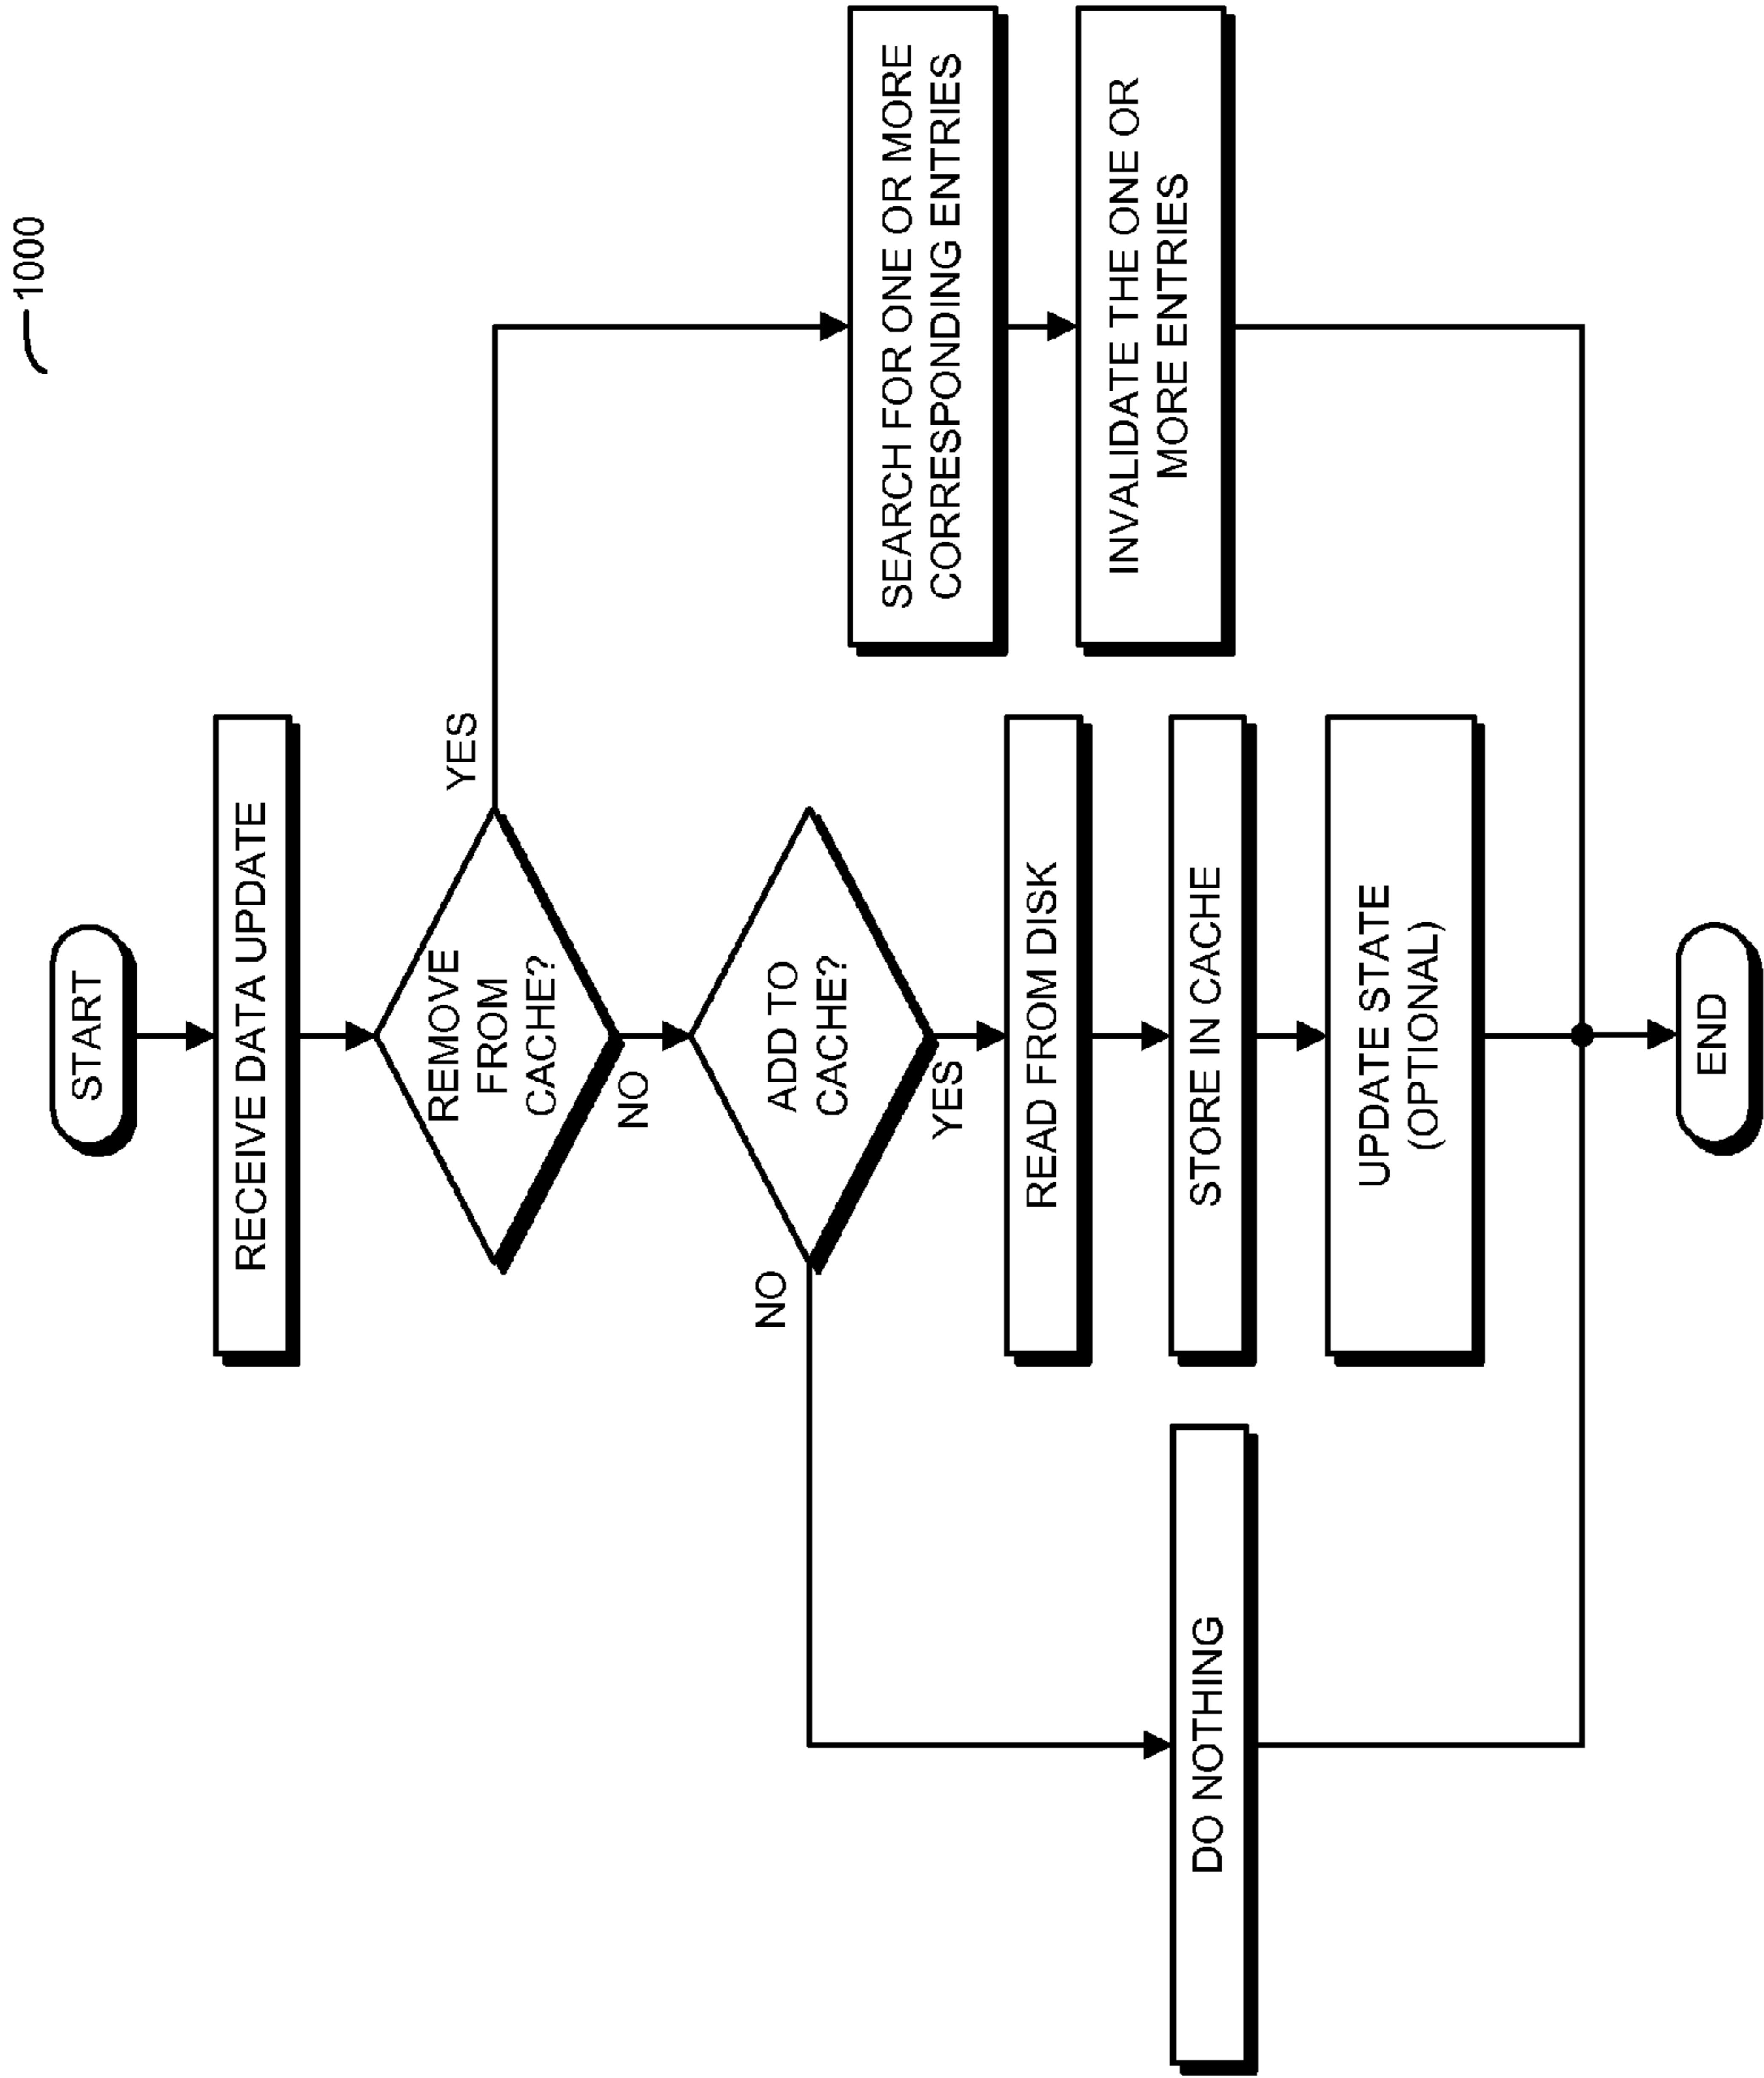 1000
START
RECEIVE DATA UPDATE
REMOVE
FROM
CACHE?
YES
NO
ADD TO
CACHE?
NO
YES
SEARCH FOR ONE OR MORE
CORRESPONDING ENTRIES
INVALIDATE THE ONE OR
MORE ENTRIES
READ FROM DISK
STORE IN CACHE
UPDATE STATE
(OPTIONAL)
DO NOTHING
END